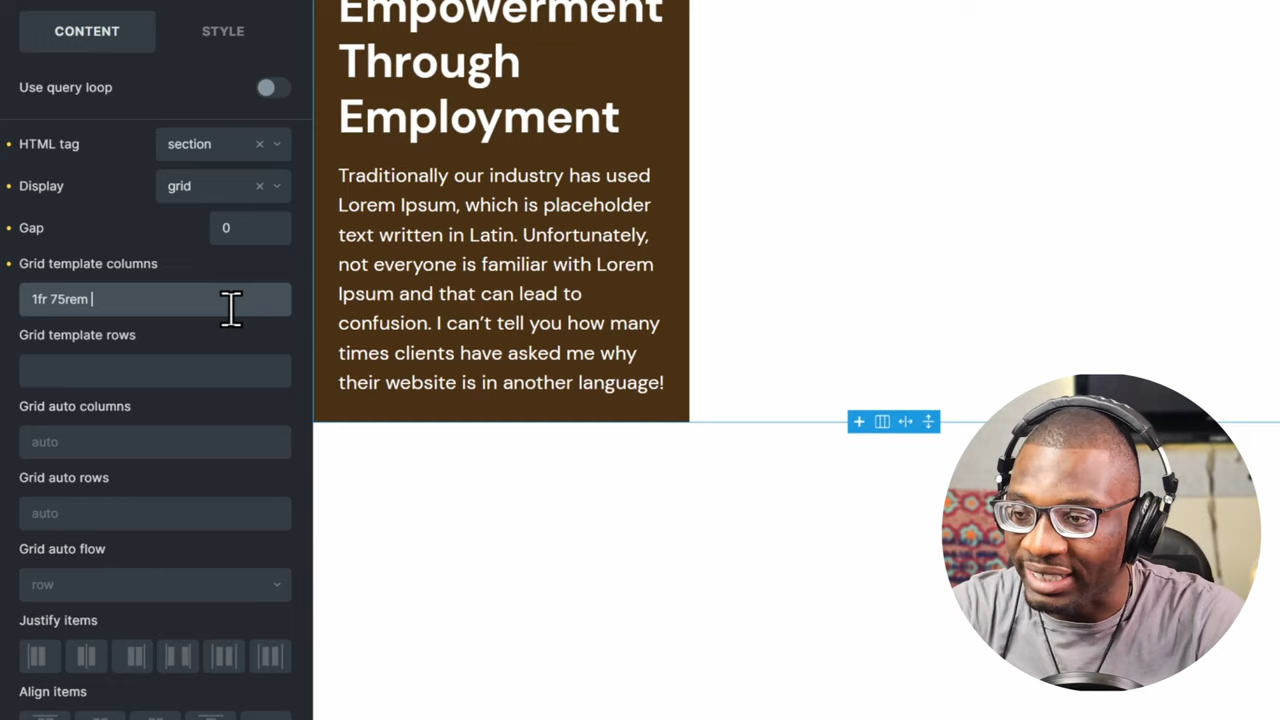 CONTENT
STYLE
Use query loop
HTML tag
section
Display
grid
Gap
0
Grid template columns
1fr 75rem
Grid template rows
Grid auto columns
auto
Grid auto rows
auto
Grid auto flow
row
Justify items
Align items
Empowerment
Through
Employment
Traditionally our industry has used
Lorem Ipsum, which is placeholder
text written in Latin. Unfortunately,
not everyone is familiar with Lorem
Ipsum and that can lead to
confusion. I can’t tell you how many
times clients have asked me why
their website is in another language!